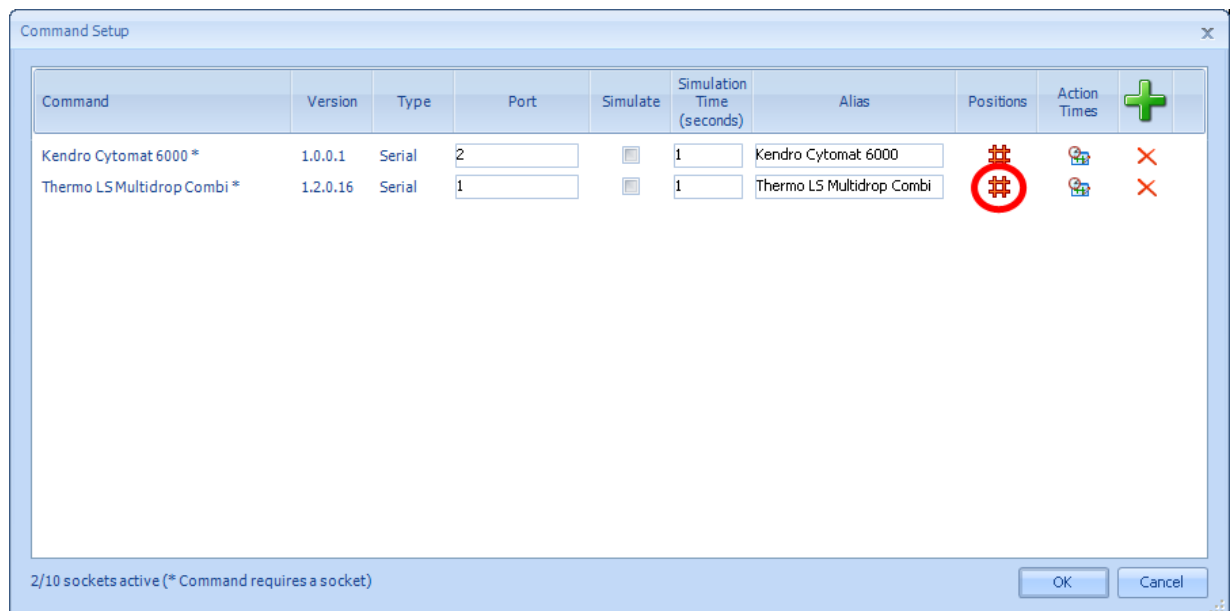 Command Setup
Command Version Type Port Simulate Simulation Time (seconds) Alias Positions Action Times
Kendro Cytomat 6000 * 1.0.0.1 Serial 2 1 Kendro Cytomat 6000
Thermo LS Multidrop Combi * 1.2.0.16 Serial 1 1 Thermo LS Multidrop Combi
2/10 sockets active (* Command requires a socket) OK Cancel